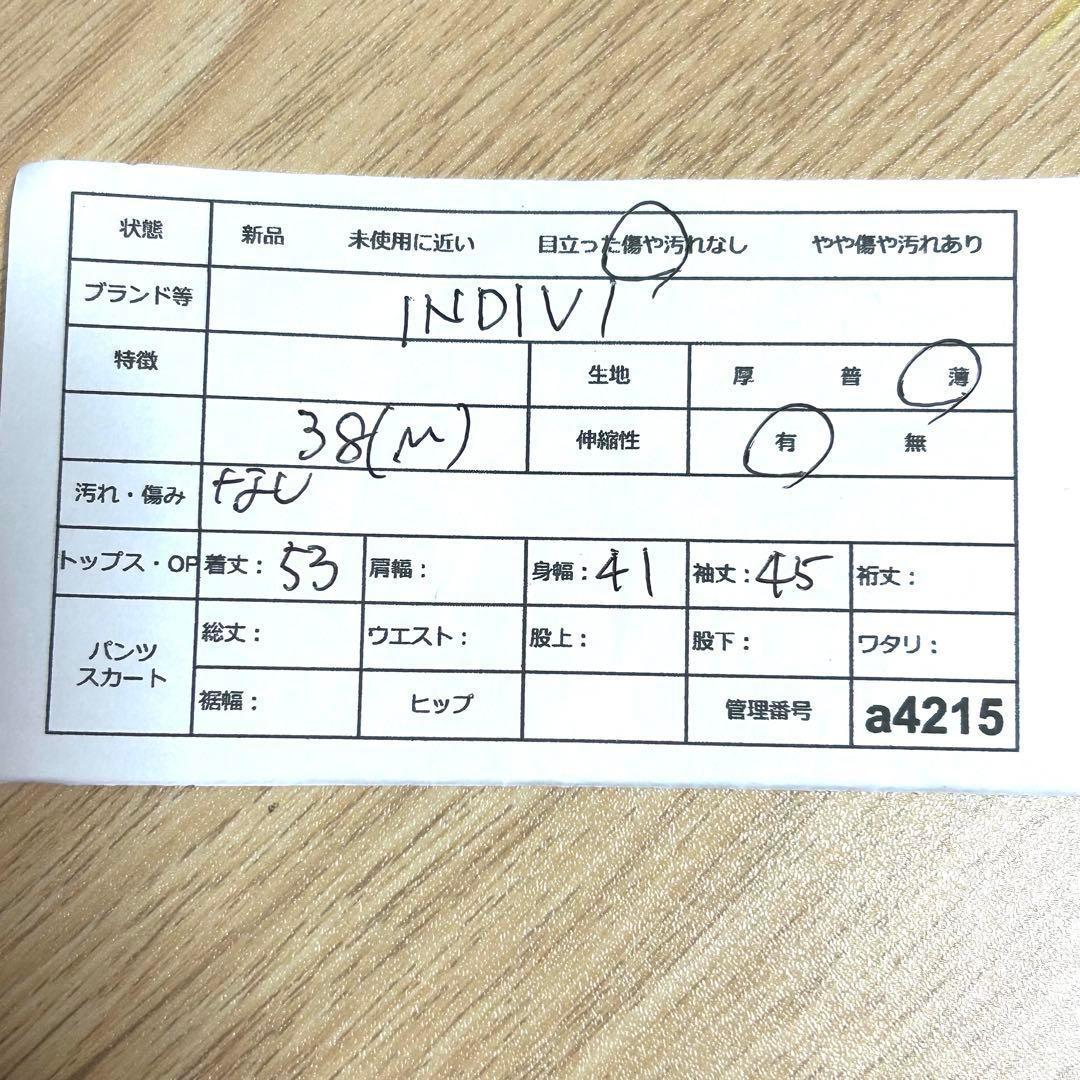 状態 新品 未使用に近い 目立った傷や汚れなし やや傷や汚れあり
ブランド等 INDIVI
特徴 生地 厚 普 薄
38(M) 伸縮性 有 無
汚れ・傷み なし
トップス・OP 着丈: 53 肩幅: 身幅: 41 袖丈: 45 裄丈:
パンツ 総丈: ウエスト: 股上: 股下: ワタリ:
スカート
裾幅: ヒップ 管理番号 a4215